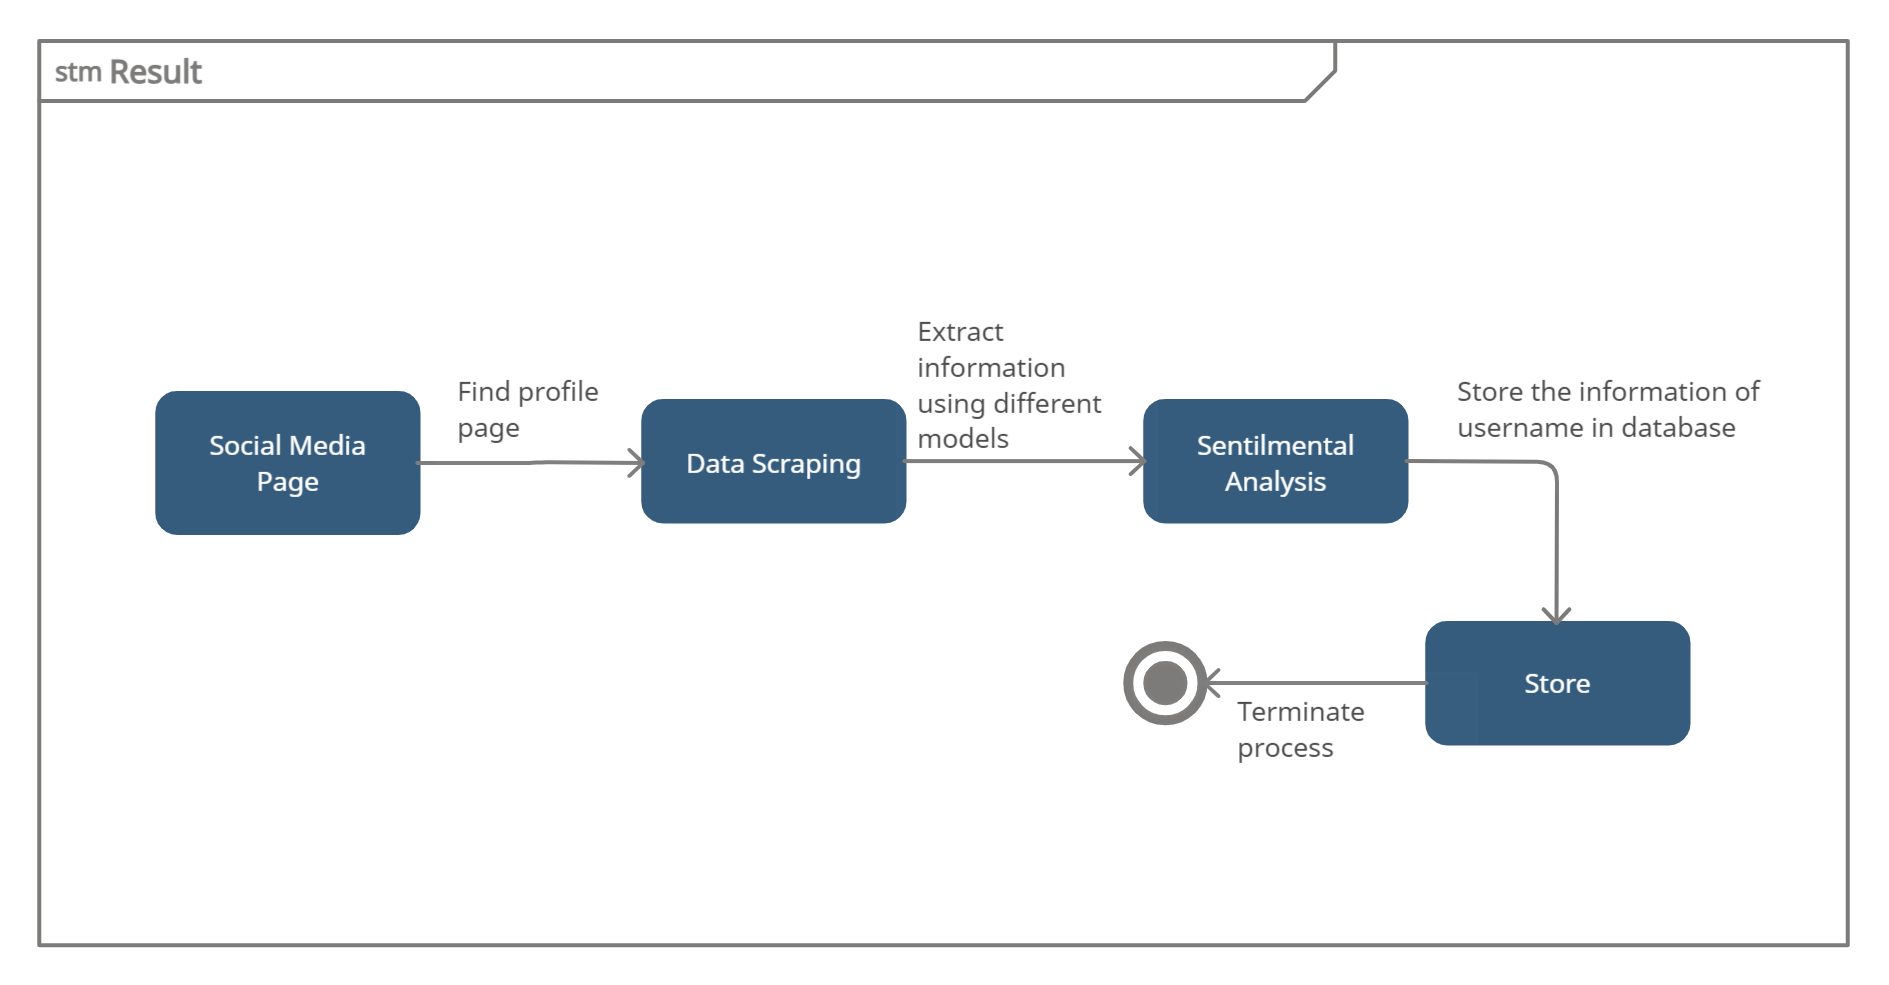 stm Result
Extract
information
using different
models
Find profile
page
Store the information of
username in database
Social Media
Page
Data Scraping
Sentilmental
Analysis
Store
Terminate
process